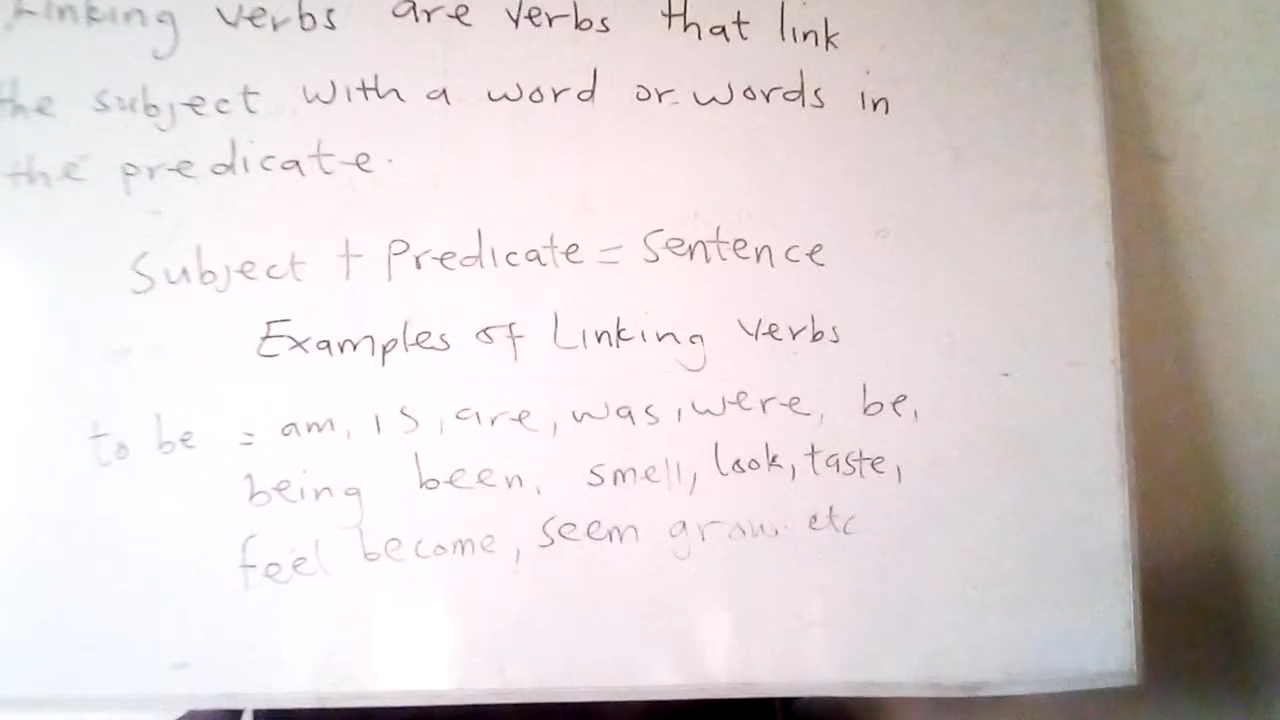 Linking verbs are verbs that link
the subject with a word or words in
the predicate.
Subject + Predicate = Sentence
Examples of Linking verbs
to be = am, is, are, was, were, be,
being been, smell, look, taste,
feel become, seem grow. etc